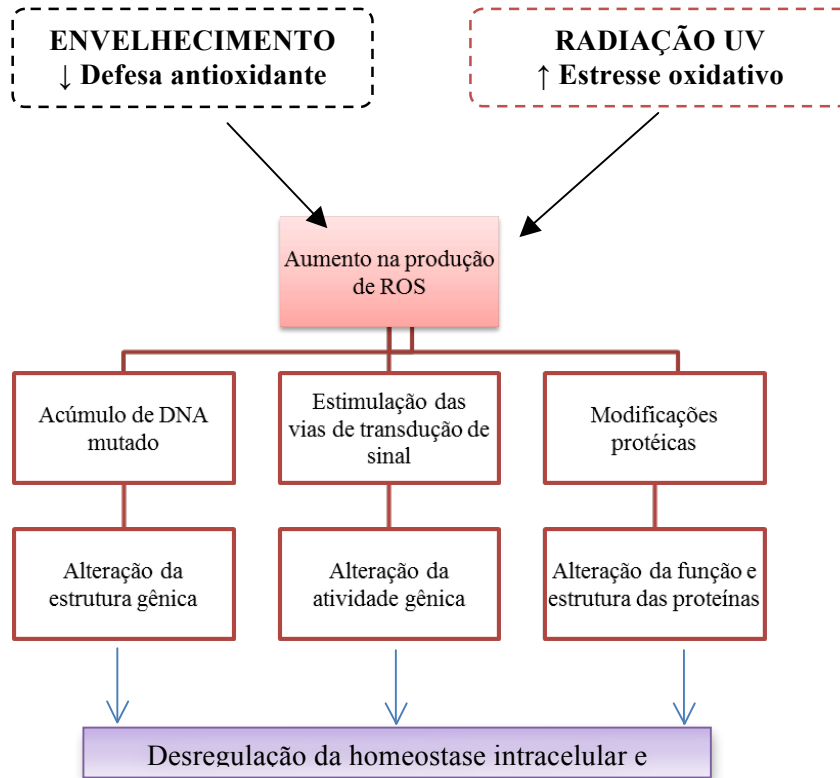 ENVELHECIMENTO
↓ Defesa antioxidante
RADIAÇÃO UV
↑ Estresse oxidativo
Aumento na produção
de ROS
Acúmulo de DNA
mutado
Estimulação das
vias de transdução de
sinal
Modificações
protéicas
Alteração da
estrutura gênica
Alteração da
atividade gênica
Alteração da função e
estrutura das proteínas
Desregulação da homeostase intracelular e